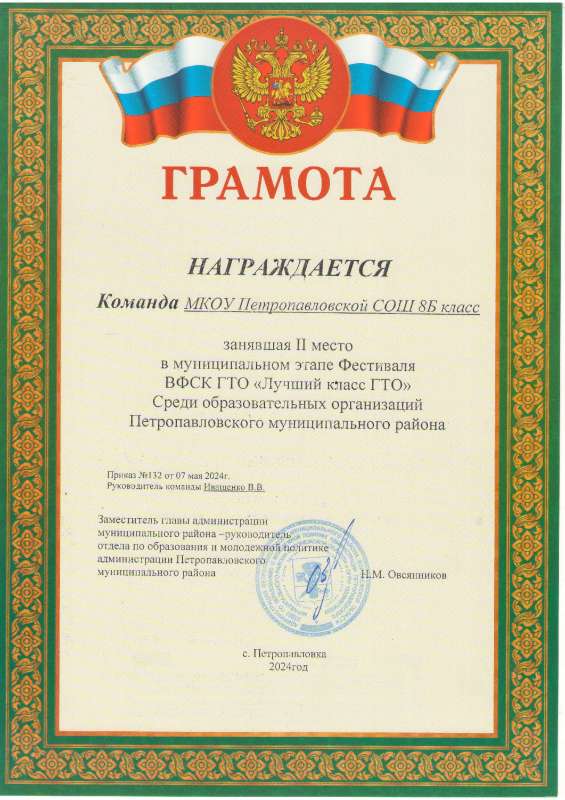 ГРАМОТА
НАГРАЖДАЕТСЯ
Команда МКОУ Петропавловской СОШ 8Б класс
занявшая II место
в муниципальном этапе Фестиваля
ВФСК ГТО «Лучший класс ГТО»
Среди образовательных организаций
Петропавловского муниципального района
Приказ №132 от 07 мая 2024г.
Руководитель команды Иващенко В.В.
Заместитель главы администрации
муниципального района –руководитель
отдела по образования и молодежной политике
администрации Петропавловского
муниципального района Н.М. Овсянников
с. Петропавловка
2024год